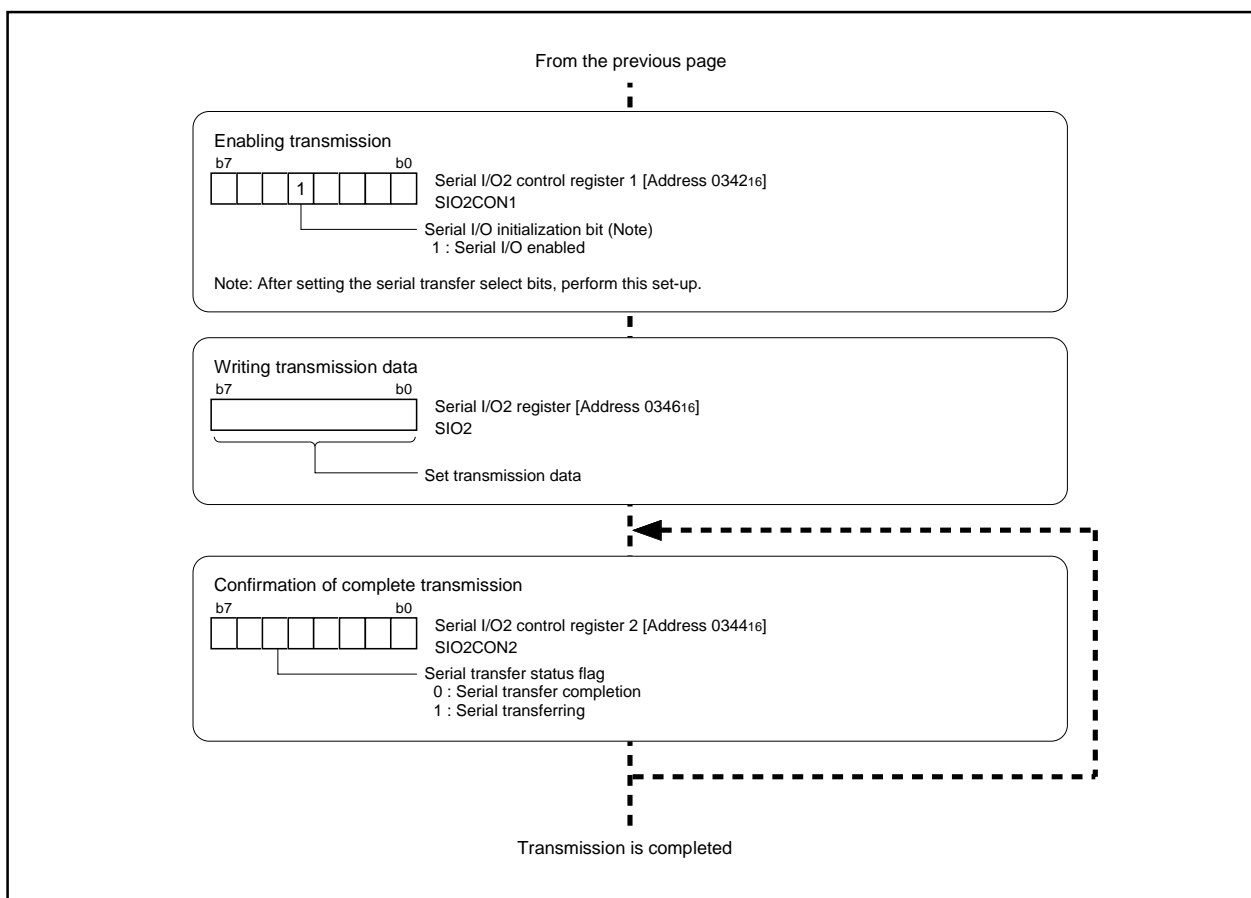 From the previous page
Enabling transmission
b7 b0
1
Serial I/O2 control register 1 [Address 034216]
SIO2CON1
Serial I/O initialization bit (Note)
1 : Serial I/O enabled
Note: After setting the serial transfer select bits, perform this set-up.
Writing transmission data
b7 b0
Serial I/O2 register [Address 034616]
SIO2
Set transmission data
Confirmation of complete transmission
b7 b0
Serial I/O2 control register 2 [Address 034416]
SIO2CON2
Serial transfer status flag
0 : Serial transfer completion
1 : Serial transferring
Transmission is completed